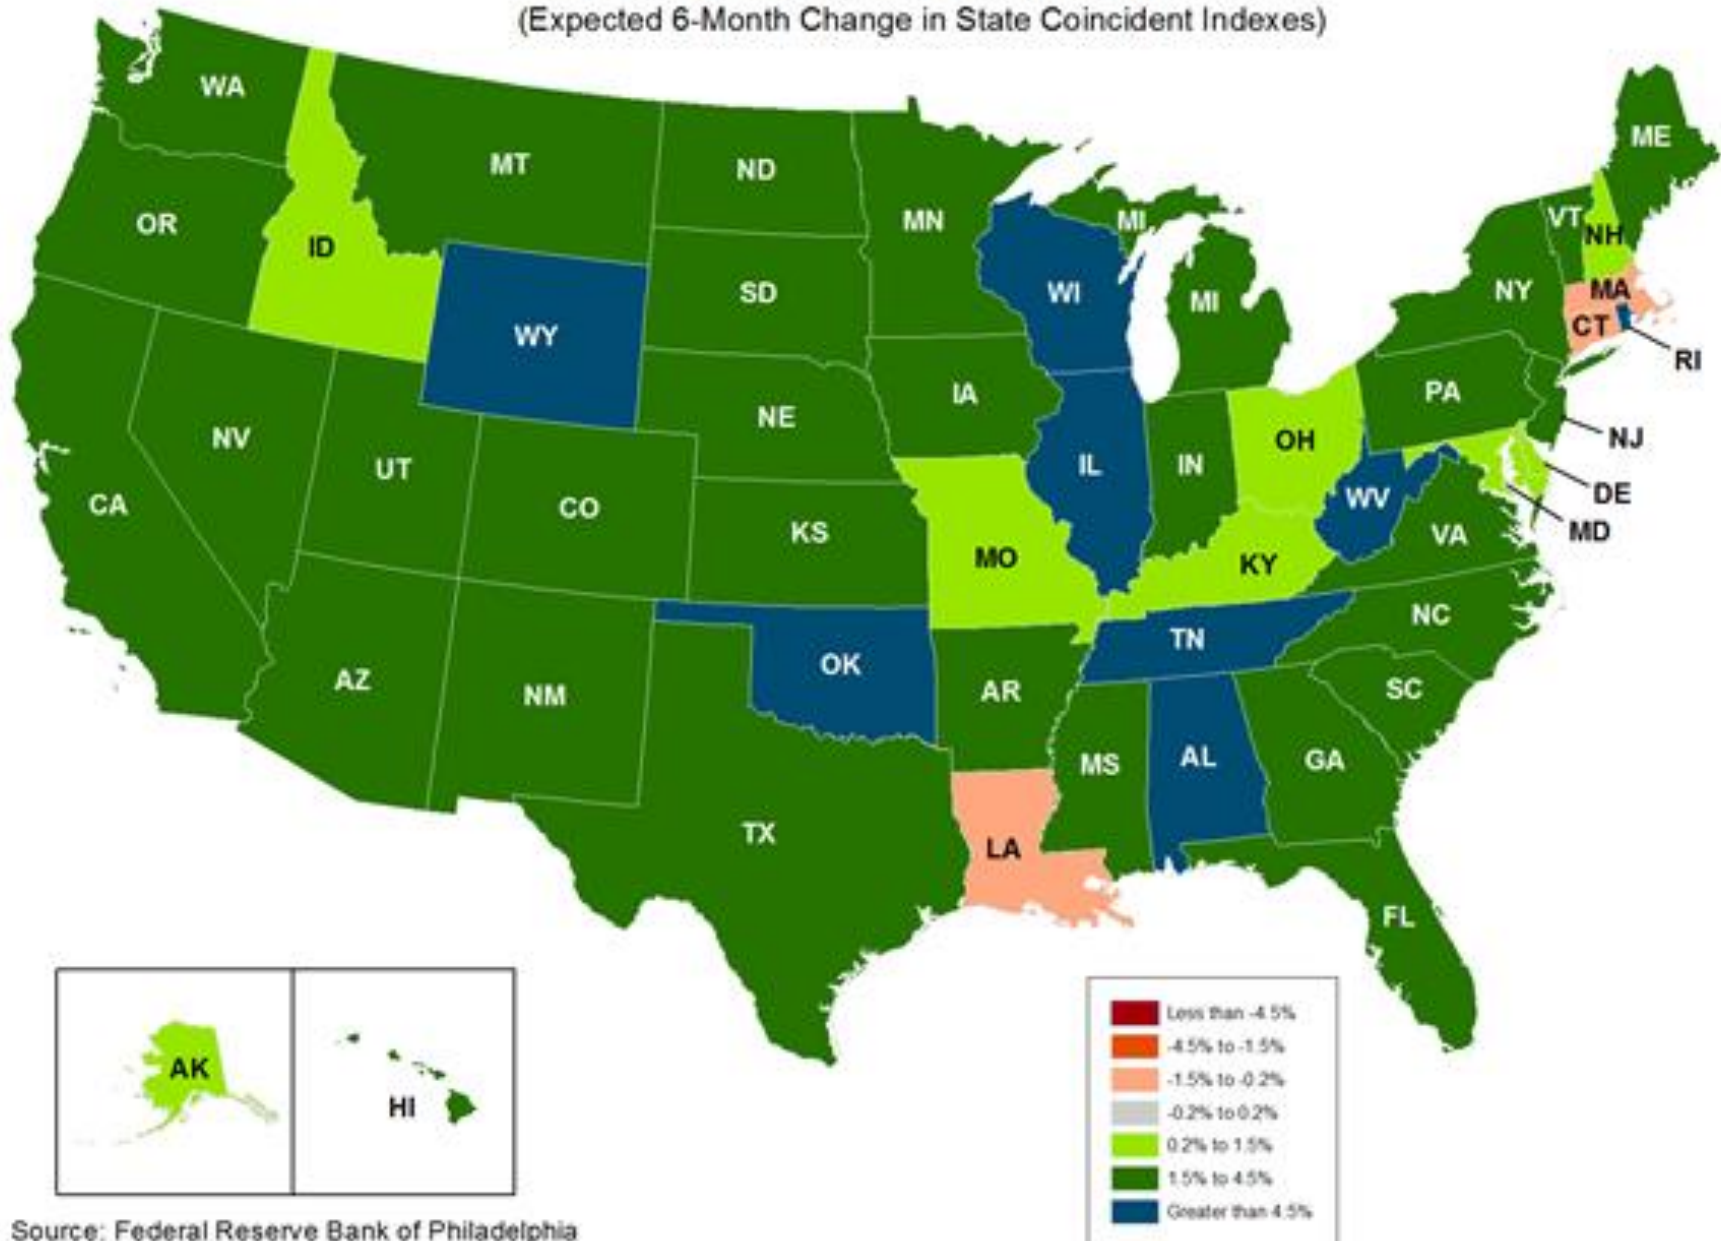 (Expected 6-Month Change in State Coincident Indexes)
WA
MT
ND
MN
ME
OR
ID
SD
WI
MI
MI
NY
VT
NH
MA
CT
RI
WY
NE
IA
PA
NJ
NV
UT
CO
KS
MO
IL
IN
OH
WV
VA
DE
MD
CA
KY
NC
AZ
NM
OK
AR
TN
SC
TX
LA
MS
AL
GA
FL
AK
HI
Less than -4.5%
-4.5% to -1.5%
-1.5% to -0.2%
-0.2% to 0.2%
0.2% to 1.5%
1.5% to 4.5%
Greater than 4.5%
Source: Federal Reserve Bank of Philadelphia